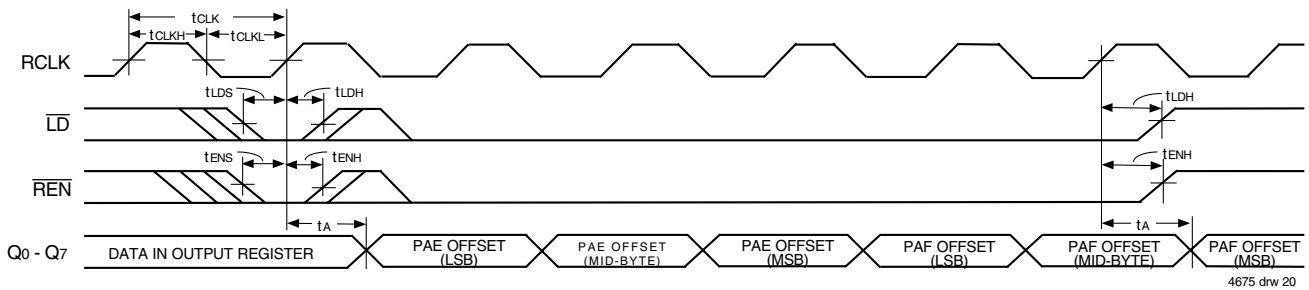 tCLK
tCLKH
tCLKL
RCLK
tLDS
tLDH
tLDH
LD
tENS
tENH
tENH
REN
tA
tA
Q0 - Q7
DATA IN OUTPUT REGISTER
PAE OFFSET
(LSB)
PAE OFFSET
(MID-BYTE)
PAE OFFSET
(MSB)
PAF OFFSET
(LSB)
PAF OFFSET
(MID-BYTE)
PAF OFFSET
(MSB)
4675 drw 20